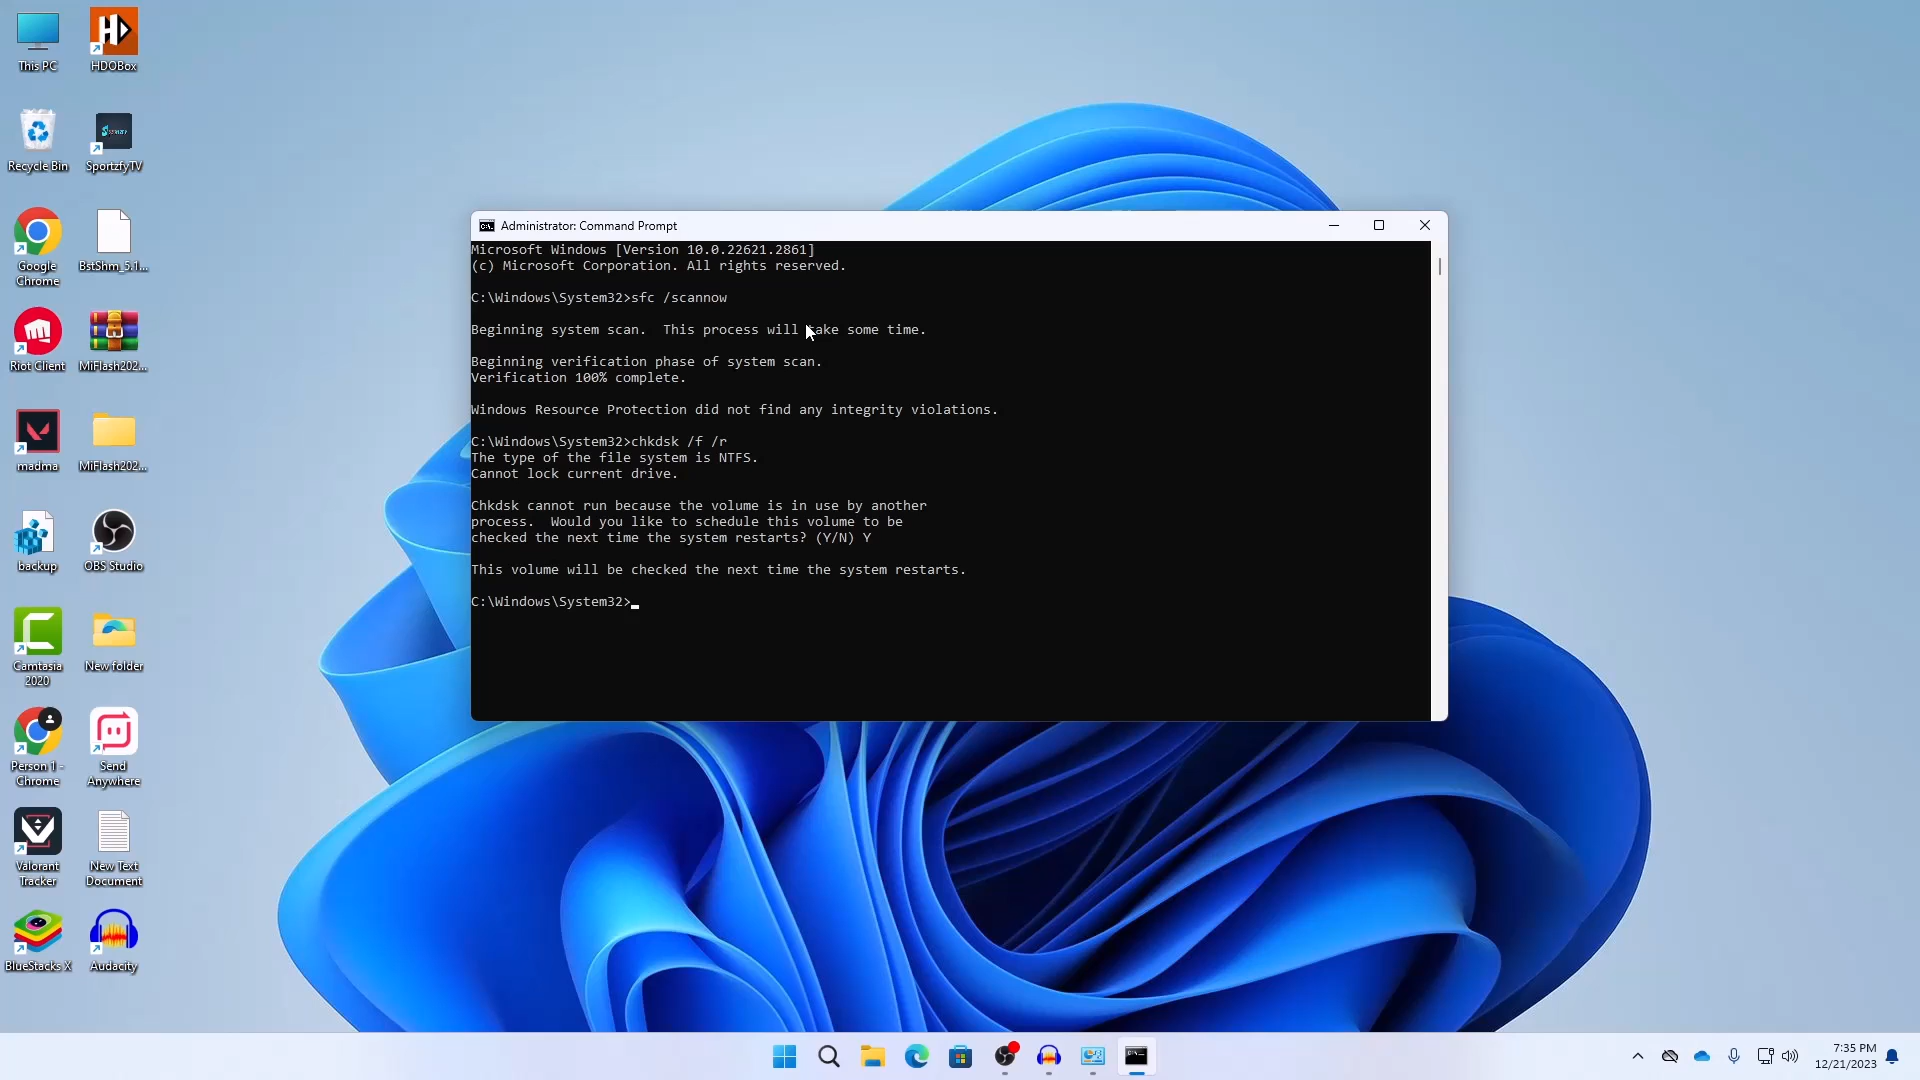 This PC
HDOBox
Recycle Bin
SportzfyTV
Google
Chrome
BstShm_5.1...
Riot Client
MiFlash202...
madma
MiFlash202...
backup
OBS Studio
Camtasia
2020
New folder
Person 1 -
Chrome
Send
Anywhere
Valorant
Tracker
New Text
Document
BlueStacks X
Audacity
Administrator: Command Prompt
Microsoft Windows [Version 10.0.22621.2861]
(c) Microsoft Corporation. All rights reserved.
C:\Windows\System32>sfc /scannow
Beginning system scan.  This process will take some time.
Beginning verification phase of system scan.
Verification 100% complete.
Windows Resource Protection did not find any integrity violations.
C:\Windows\System32>chkdsk /f /r
The type of the file system is NTFS.
Cannot lock current drive.
Chkdsk cannot run because the volume is in use by another
process.  Would you like to schedule this volume to be
checked the next time the system restarts? (Y/N) Y
This volume will be checked the next time the system restarts.
C:\Windows\System32>
7:35 PM
12/21/2023